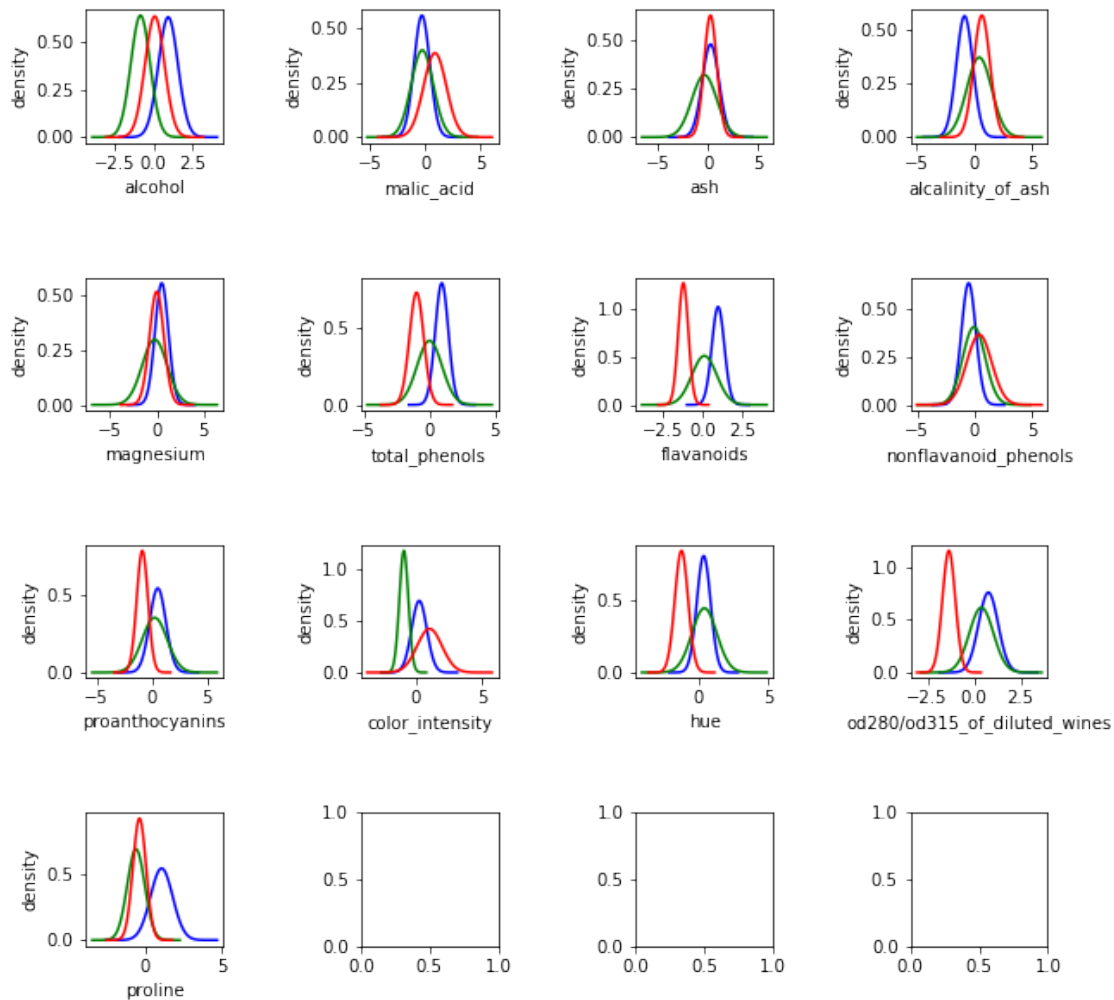 density
0.50
0.25
0.00
−2.5 0.0 2.5
alcohol
density
0.50
0.25
0.00
−5 0 5
malic_acid
density
0.50
0.25
0.00
−5 0 5
ash
density
0.50
0.25
0.00
−5 0 5
alcalinity_of_ash
density
0.50
0.25
0.00
−5 0 5
magnesium
density
0.5
0.0
−5 0 5
total_phenols
density
1.0
0.5
0.0
−2.5 0.0 2.5
flavanoids
density
0.50
0.25
0.00
−5 0 5
nonflavanoid_phenols
density
0.5
0.0
−5 0 5
proanthocyanins
density
1.0
0.5
0.0
0 5
color_intensity
density
0.5
0.0
0 5
hue
density
1.0
0.5
0.0
−2.5 0.0 2.5
od280/od315_of_diluted_wines
density
0.5
0.0
0 5
proline
1.0
0.5
0.0
0.0 0.5 1.0
1.0
0.5
0.0
0.0 0.5 1.0
1.0
0.5
0.0
0.0 0.5 1.0